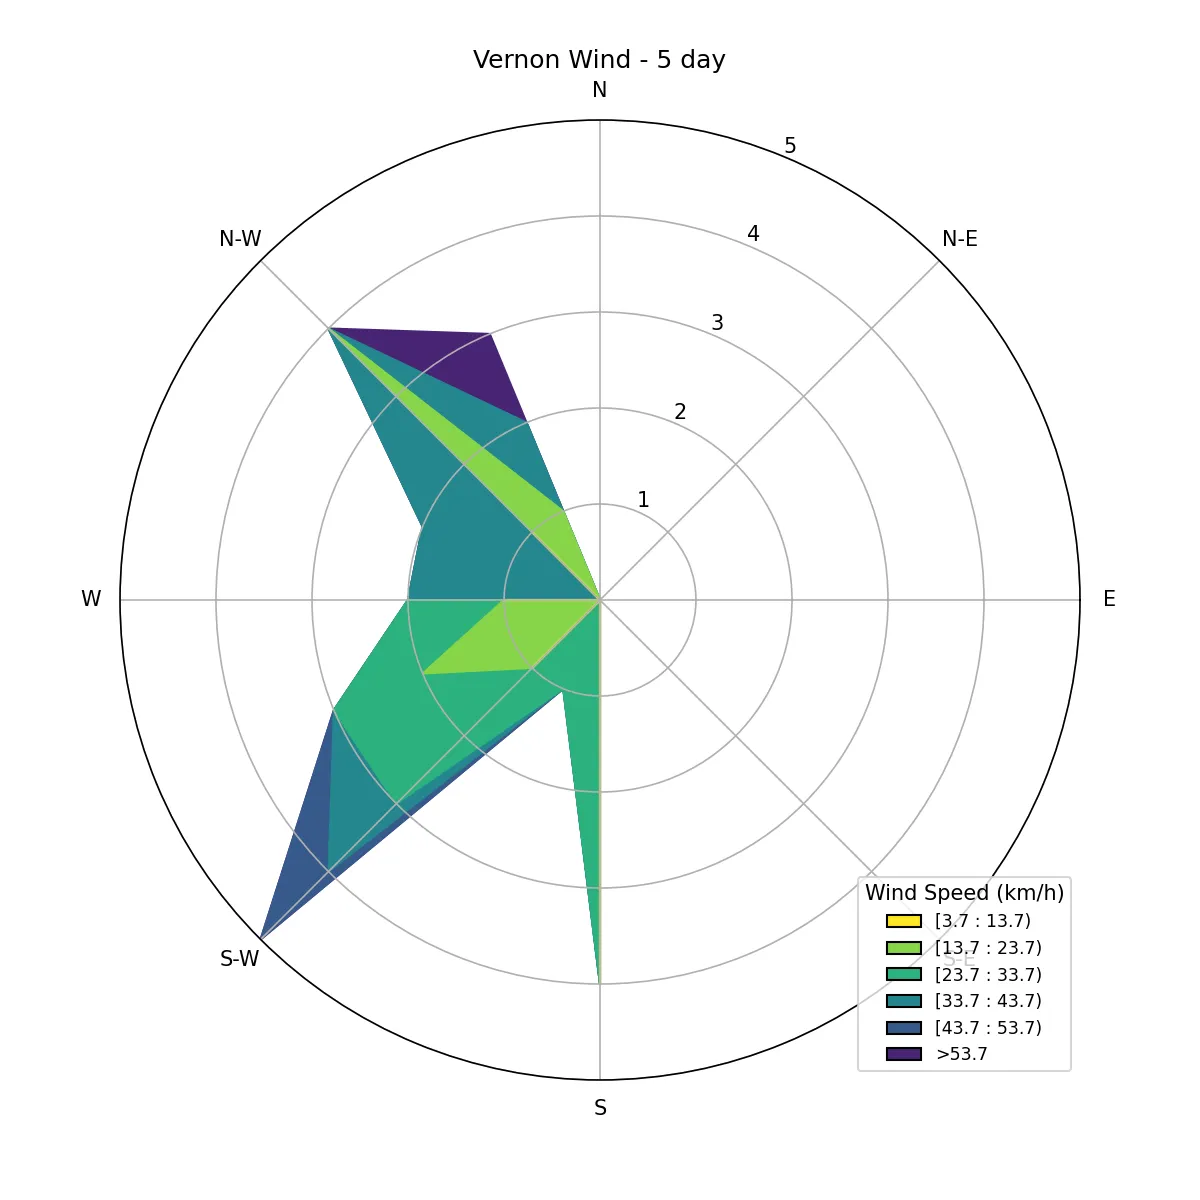 Vernon Wind - 5 day
N
5
N-W
N-E
4
3
2
1
W
E
Wind Speed (km/h)
[3.7 : 13.7)
[13.7 : 23.7)
[23.7 : 33.7)
[33.7 : 43.7)
[43.7 : 53.7)
>53.7
S-W
S-E
S